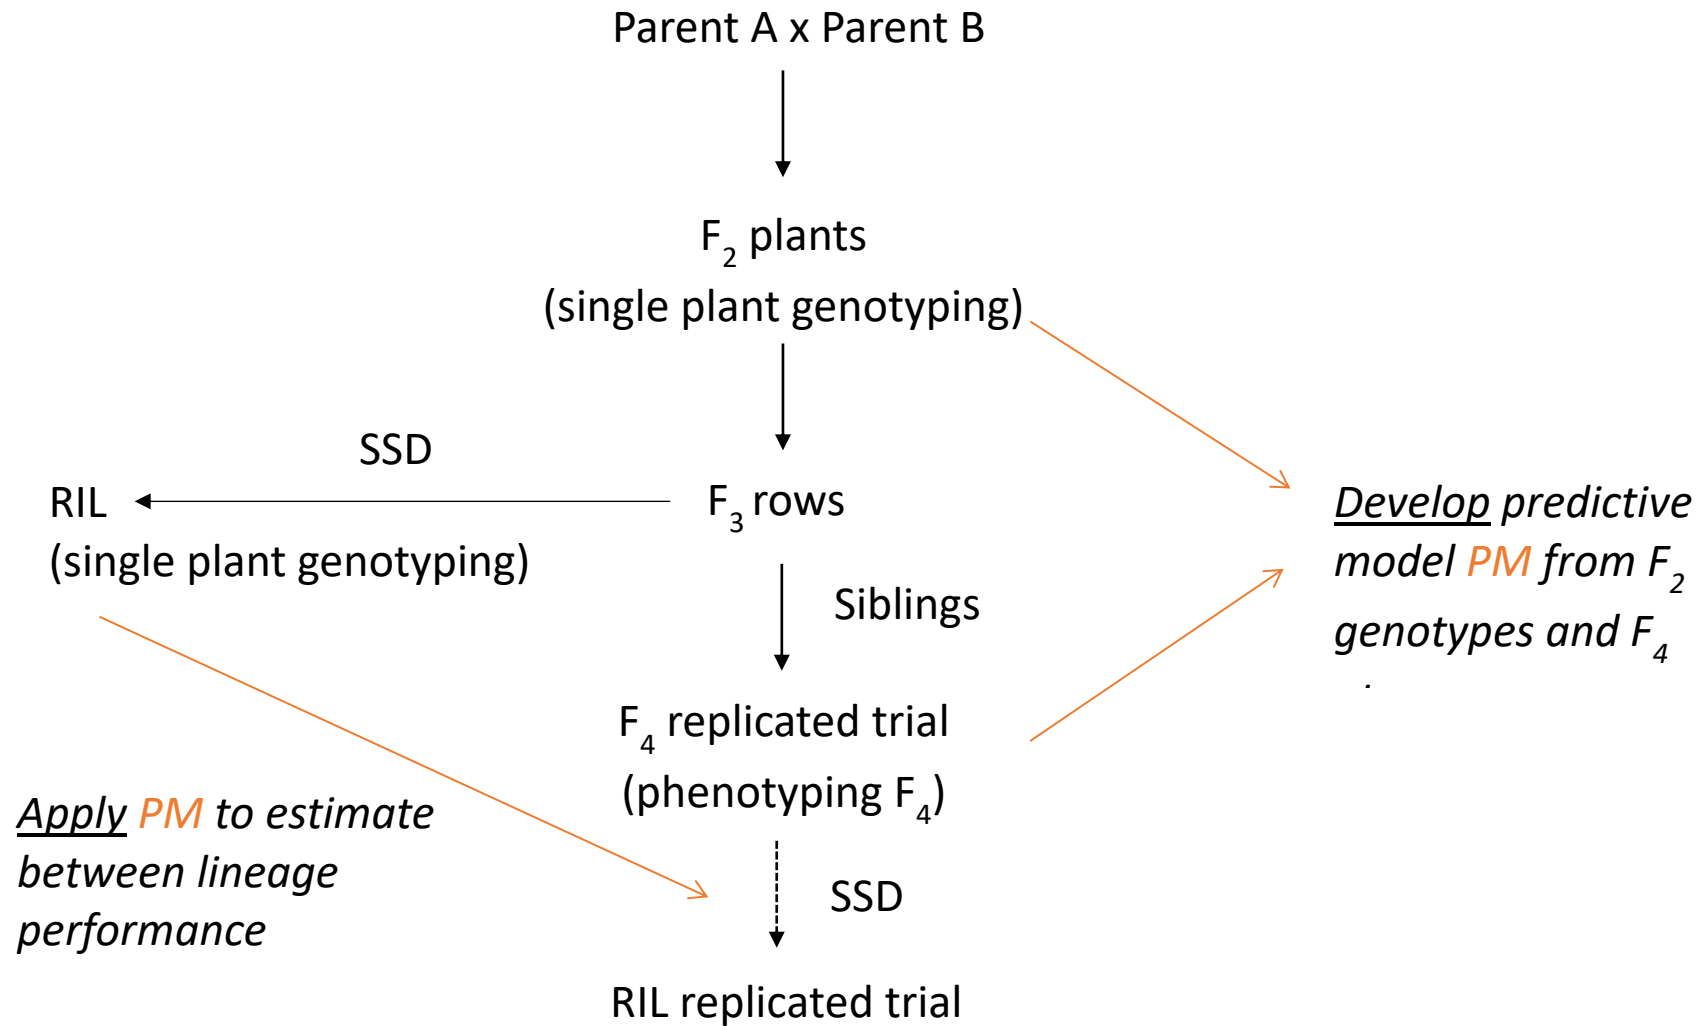 Parent A x Parent B
F₂ plants
(single plant genotyping)
SSD
RIL
(single plant genotyping)
F₃ rows
Siblings
Develop predictive
model PM from F₂
genotypes and F₄
F₄ replicated trial
(phenotyping F₄)
Apply PM to estimate
between lineage
performance
SSD
RIL replicated trial